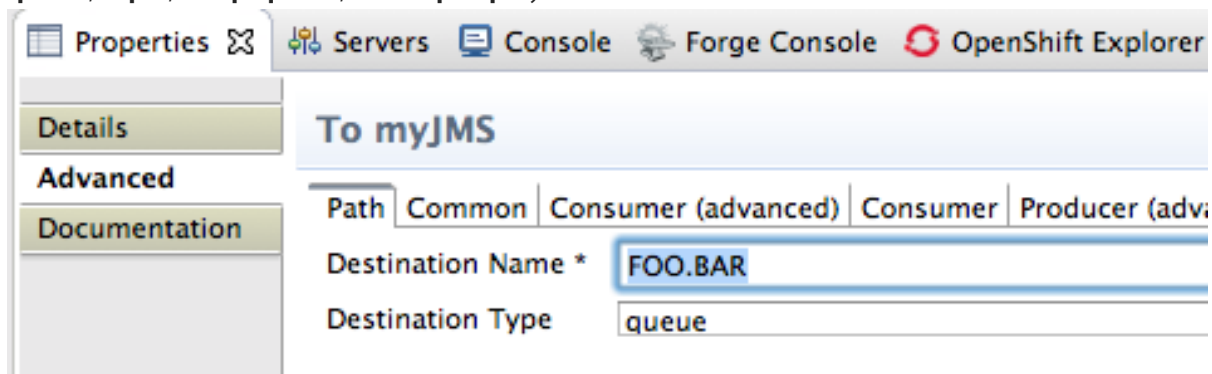 Properties Servers Console Forge Console OpenShift Explorer
Details
To myJMS
Advanced
Path Common Consumer (advanced) Consumer Producer
Documentation
Destination Name * FOO.BAR
Destination Type queue